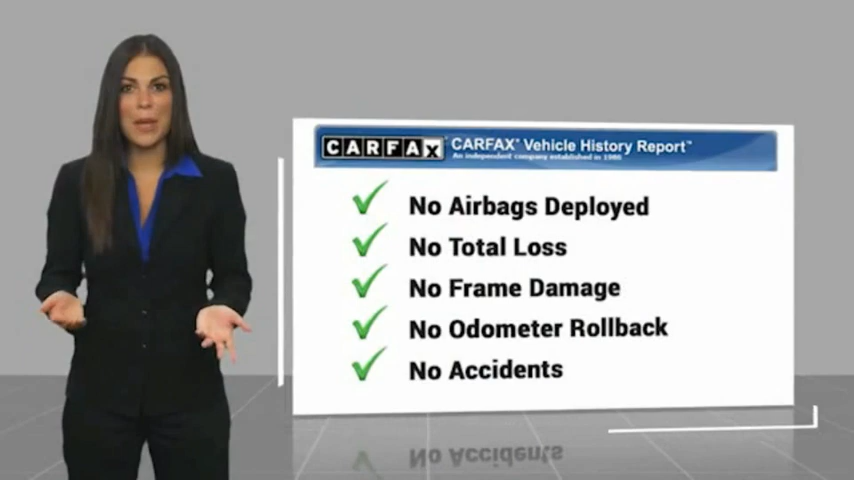 CARFAX CARFAX™ Vehicle History Report™
An independent company established in 1986
No Airbags Deployed
No Total Loss
No Frame Damage
No Odometer Rollback
No Accidents
No Accidents